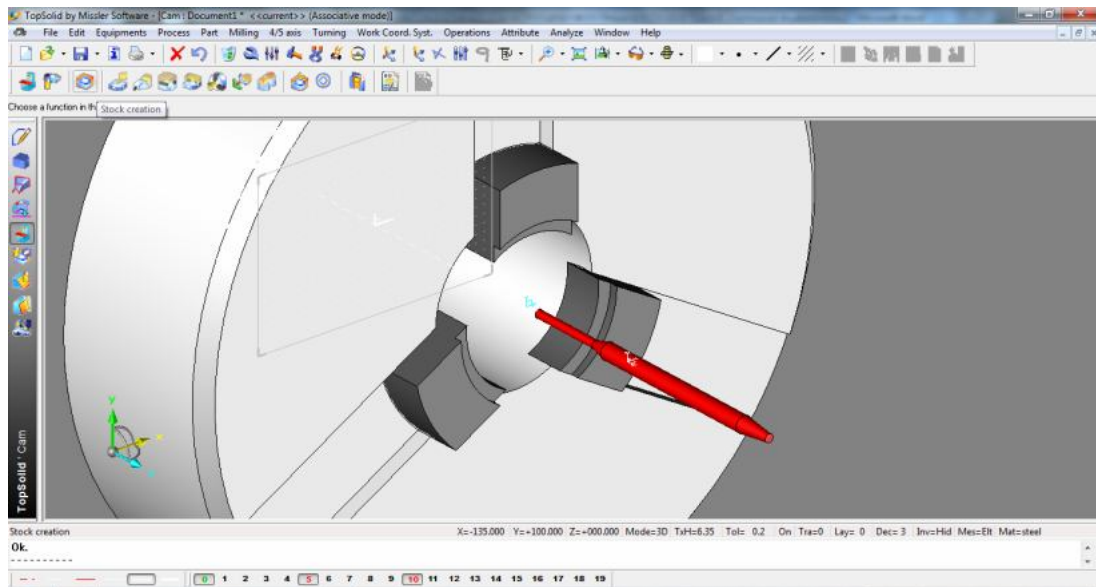 TopSolid by Missler Software - [Cam : Document1 * <<current>> (Associative mode)]
File Edit Equipments Process Part Milling 4/5 axis Turning Work Coord. Syst. Operations Attribute Analyze Window Help
Choose a function in th
Stock creation
y
x
TopSolid'Cam
Stock creation X=-135.000 Y=+100.000 Z=+000.000 Mode=3D TxH=6.35 Tol= 0.2 On Tra=0 Lay= 0 Dec= 3 Inv=Hid Mes=Elt Mat=steel
Ok.
----------
0 1 2 3 4 5 6 7 8 9 10 11 12 13 14 15 16 17 18 19